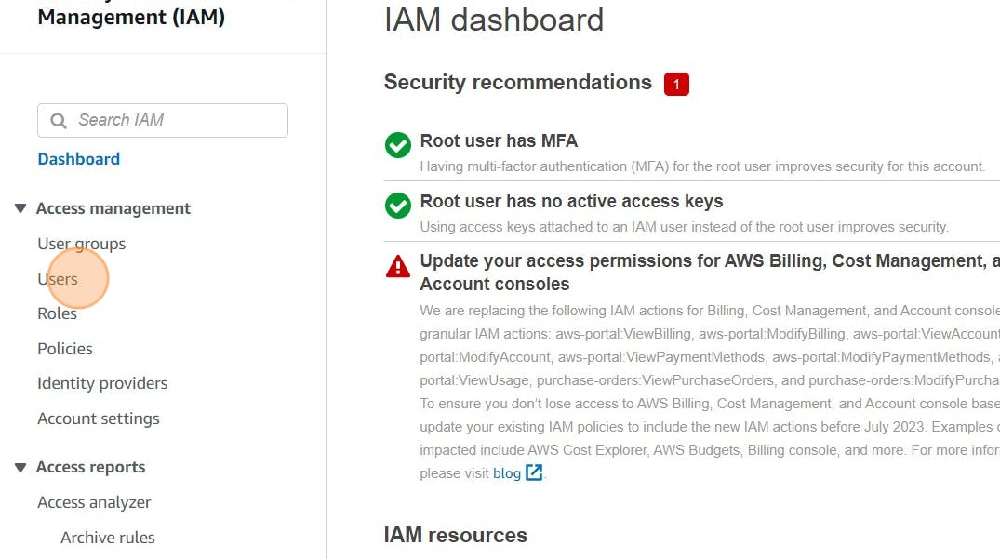 Management (IAM)
Search IAM
Dashboard
Access management
User groups
Users
Roles
Policies
Identity providers
Account settings
Access reports
Access analyzer
Archive rules
IAM dashboard
Security recommendations 1
Root user has MFA
Having multi-factor authentication (MFA) for the root user improves security for this account.
Root user has no active access keys
Using access keys attached to an IAM user instead of the root user improves security.
Update your access permissions for AWS Billing, Cost Management, a
Account consoles
We are replacing the following IAM actions for Billing, Cost Management, and Account console
granular IAM actions: aws-portal:ViewBilling, aws-portal:ModifyBilling, aws-portal:ViewAccount
portal:ModifyAccount, aws-portal:ViewPaymentMethods, aws-portal:ModifyPaymentMethods, a
portal:ViewUsage, purchase-orders:ViewPurchaseOrders, and purchase-orders:ModifyPurcha
To ensure you don't lose access to AWS Billing, Cost Management, and Account console base
update your existing IAM policies to include the new IAM actions before July 2023. Examples o
impacted include AWS Cost Explorer, AWS Budgets, Billing console, and more. For more infor
please visit blog.
IAM resources